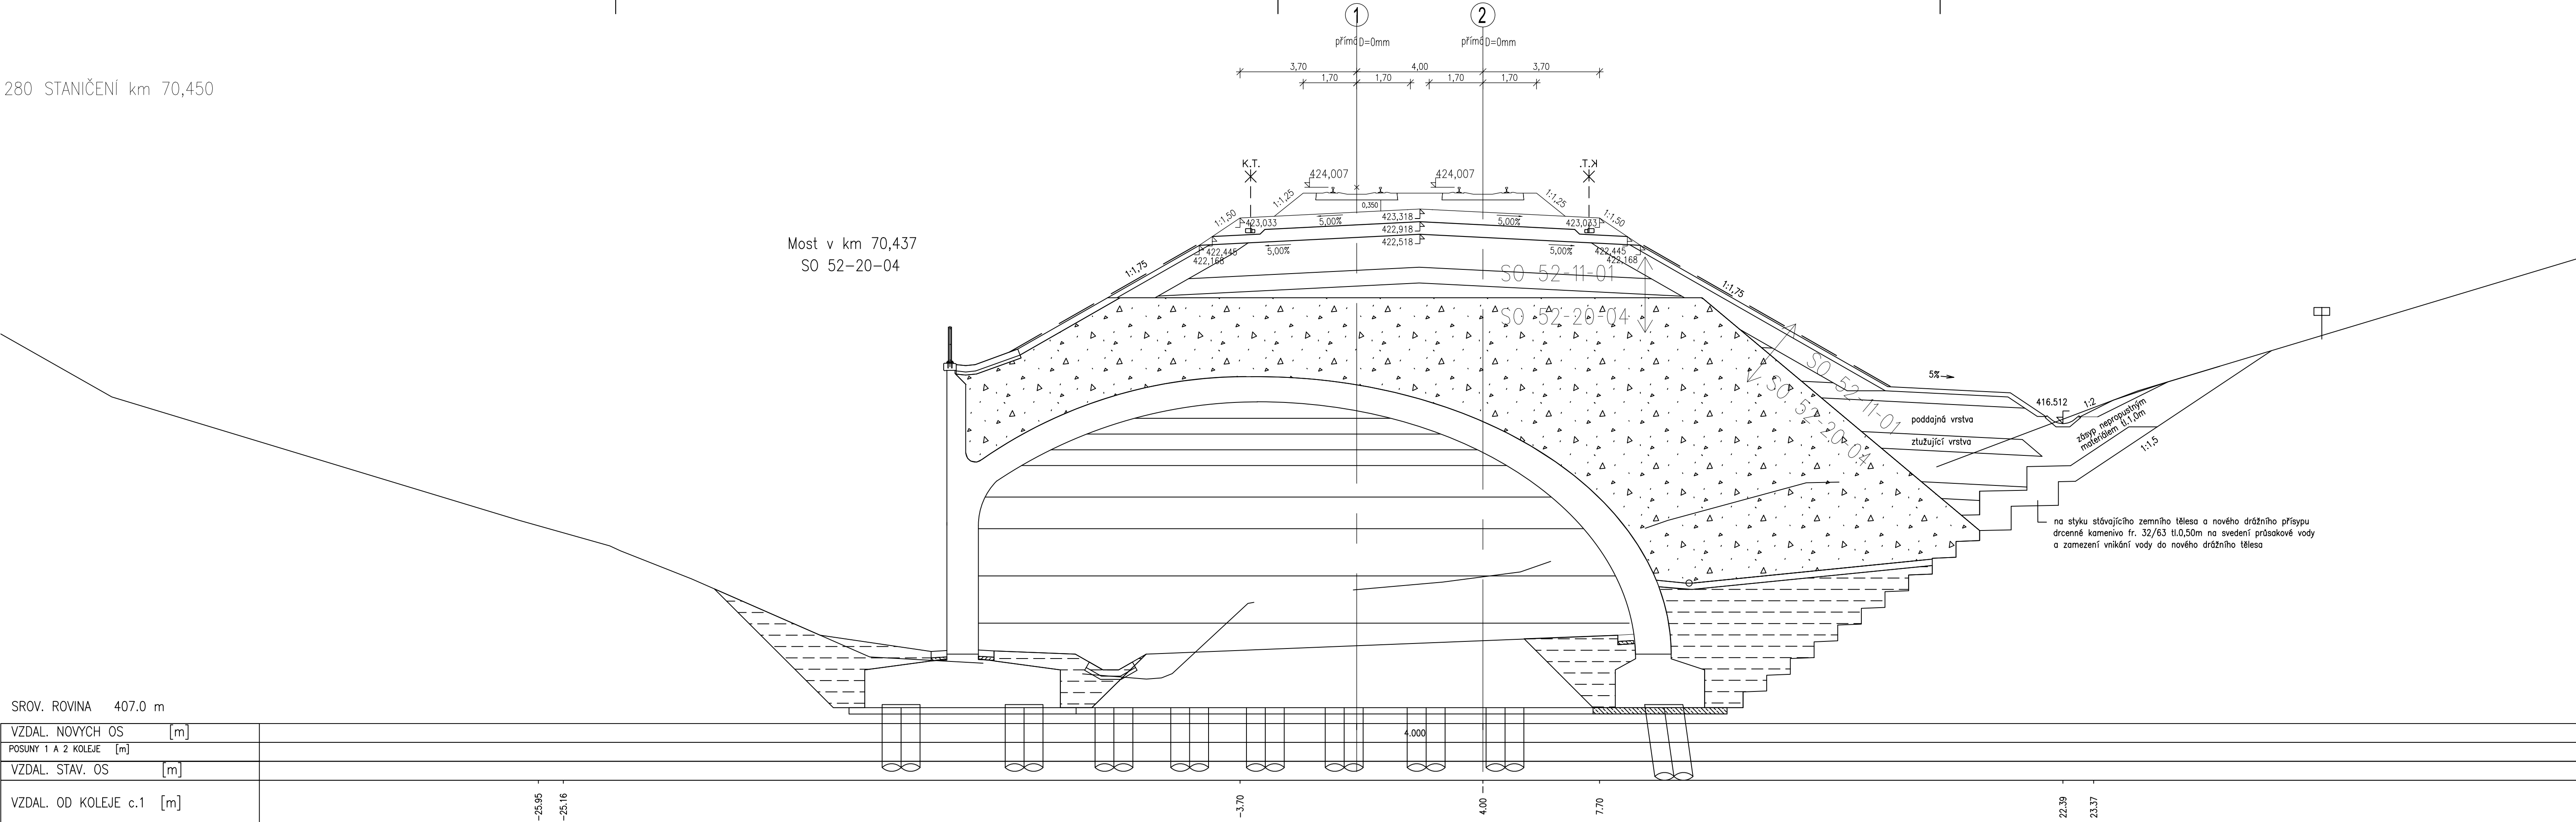 1
2
přímá D=0mm
přímá D=0mm
3,70
4,00
3,70
1,70
1,70
1,70
1,70
280 STANIČENÍ km 70,450
K.T.
K.T.
424,007
424,007
1:1,25
1:1,25
0,350
1:1,50
1:1,50
423,033
5,00%
423,318
5,00%
423,033
422,918
422,518
422,445
5,00%
5,00%
422,445
422,168
422,168
Most v km 70,437
SO 52-20-04
1:1,75
1:1,75
SO 52-11-01
SO 52-20-04
SO 52-11-01
SO 52-20-04
5%
416.512
1:2
poddajná vrstva
ztužující vrstva
zásyp nepropustným
materiálem tl.1,0m
1:1,5
na styku stávajícího zemního tělesa a nového drážního přísypu
drcenné kamenivo fr. 32/63 tl.0,50m na svedení průsakové vody
a zamezení vnikání vody do nového drážního tělesa
SROV. ROVINA 407.0 m
VZDAL. NOVÝCH OS [m]
4.000
POSUNY 1 A 2 KOLEJE [m]
VZDAL. STAV. OS [m]
VZDAL. OD KOLEJE c.1 [m]
-25.95
-25.16
-3.70
4.00
7.70
22.39
23.37